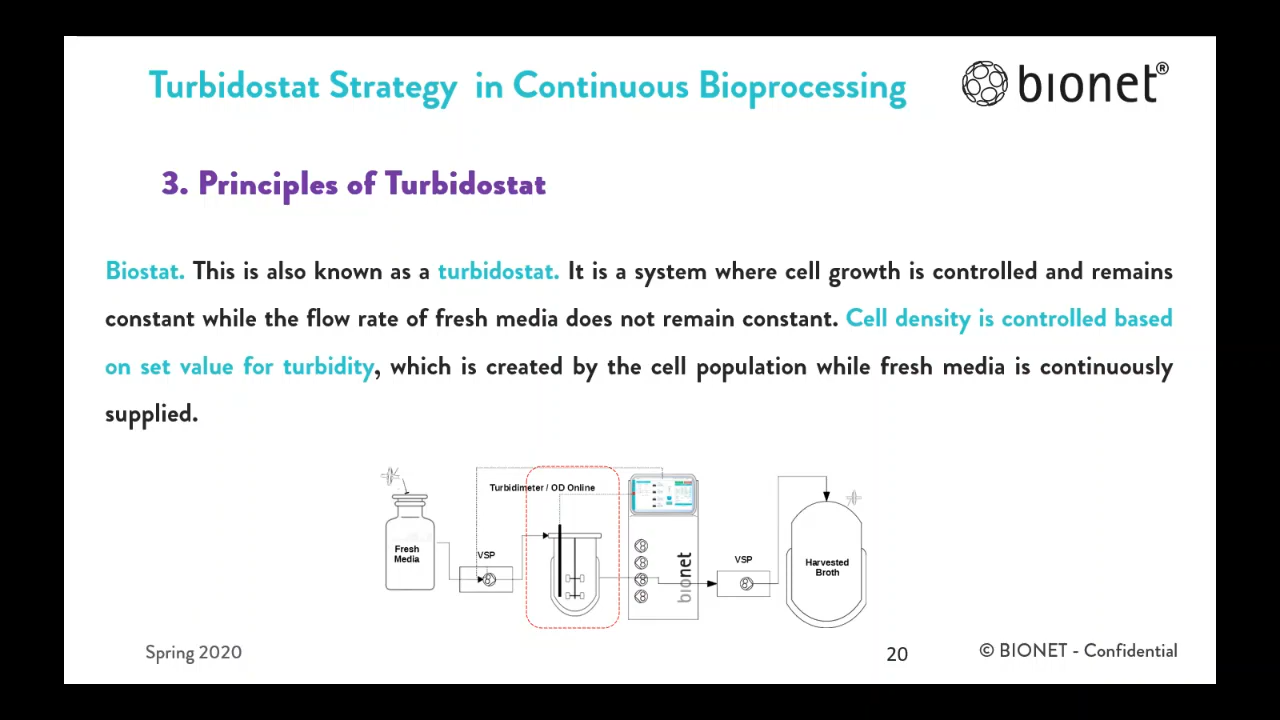 Turbidostat Strategy in Continuous Bioprocessing
bionet®
3. Principles of Turbidostat
Biostat. This is also known as a turbidostat. It is a system where cell growth is controlled and remains
constant while the flow rate of fresh media does not remain constant. Cell density is controlled based
on set value for turbidity, which is created by the cell population while fresh media is continuously
supplied.
Turbidimeter / OD Online
Fresh
Media
VSP
bionet
VSP
Harvested
Broth
Spring 2020
20
© BIONET - Confidential